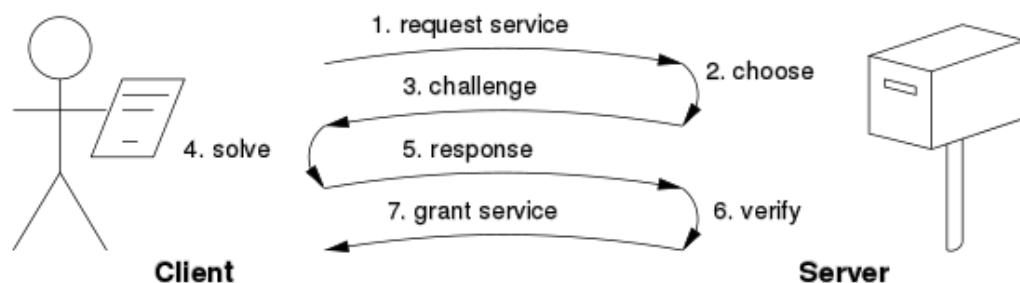 1. request service
2. choose
3. challenge
4. solve
5. response
6. verify
7. grant service
Client
Server